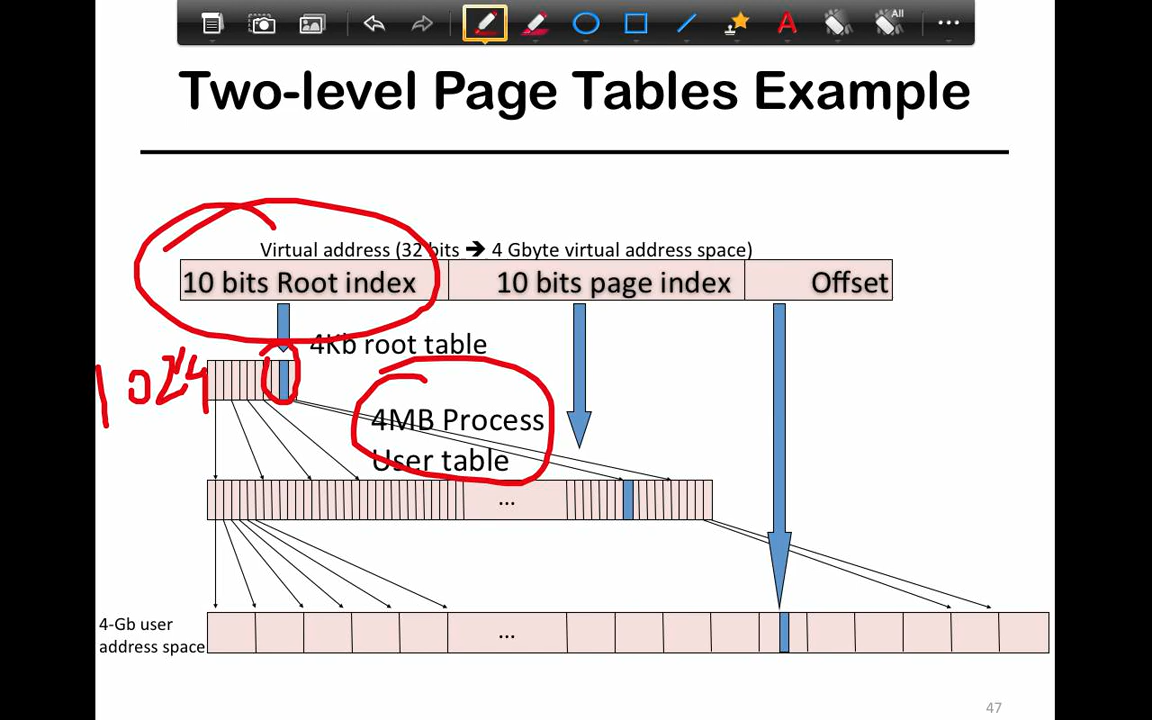 All
A
Two-level Page Tables Example
Virtual address (32 bits ➔ 4 Gbyte virtual address space)
10 bits Root index 10 bits page index Offset
4Kb root table
1024
4MB Process
User table
...
4-Gb user
address space
...
47